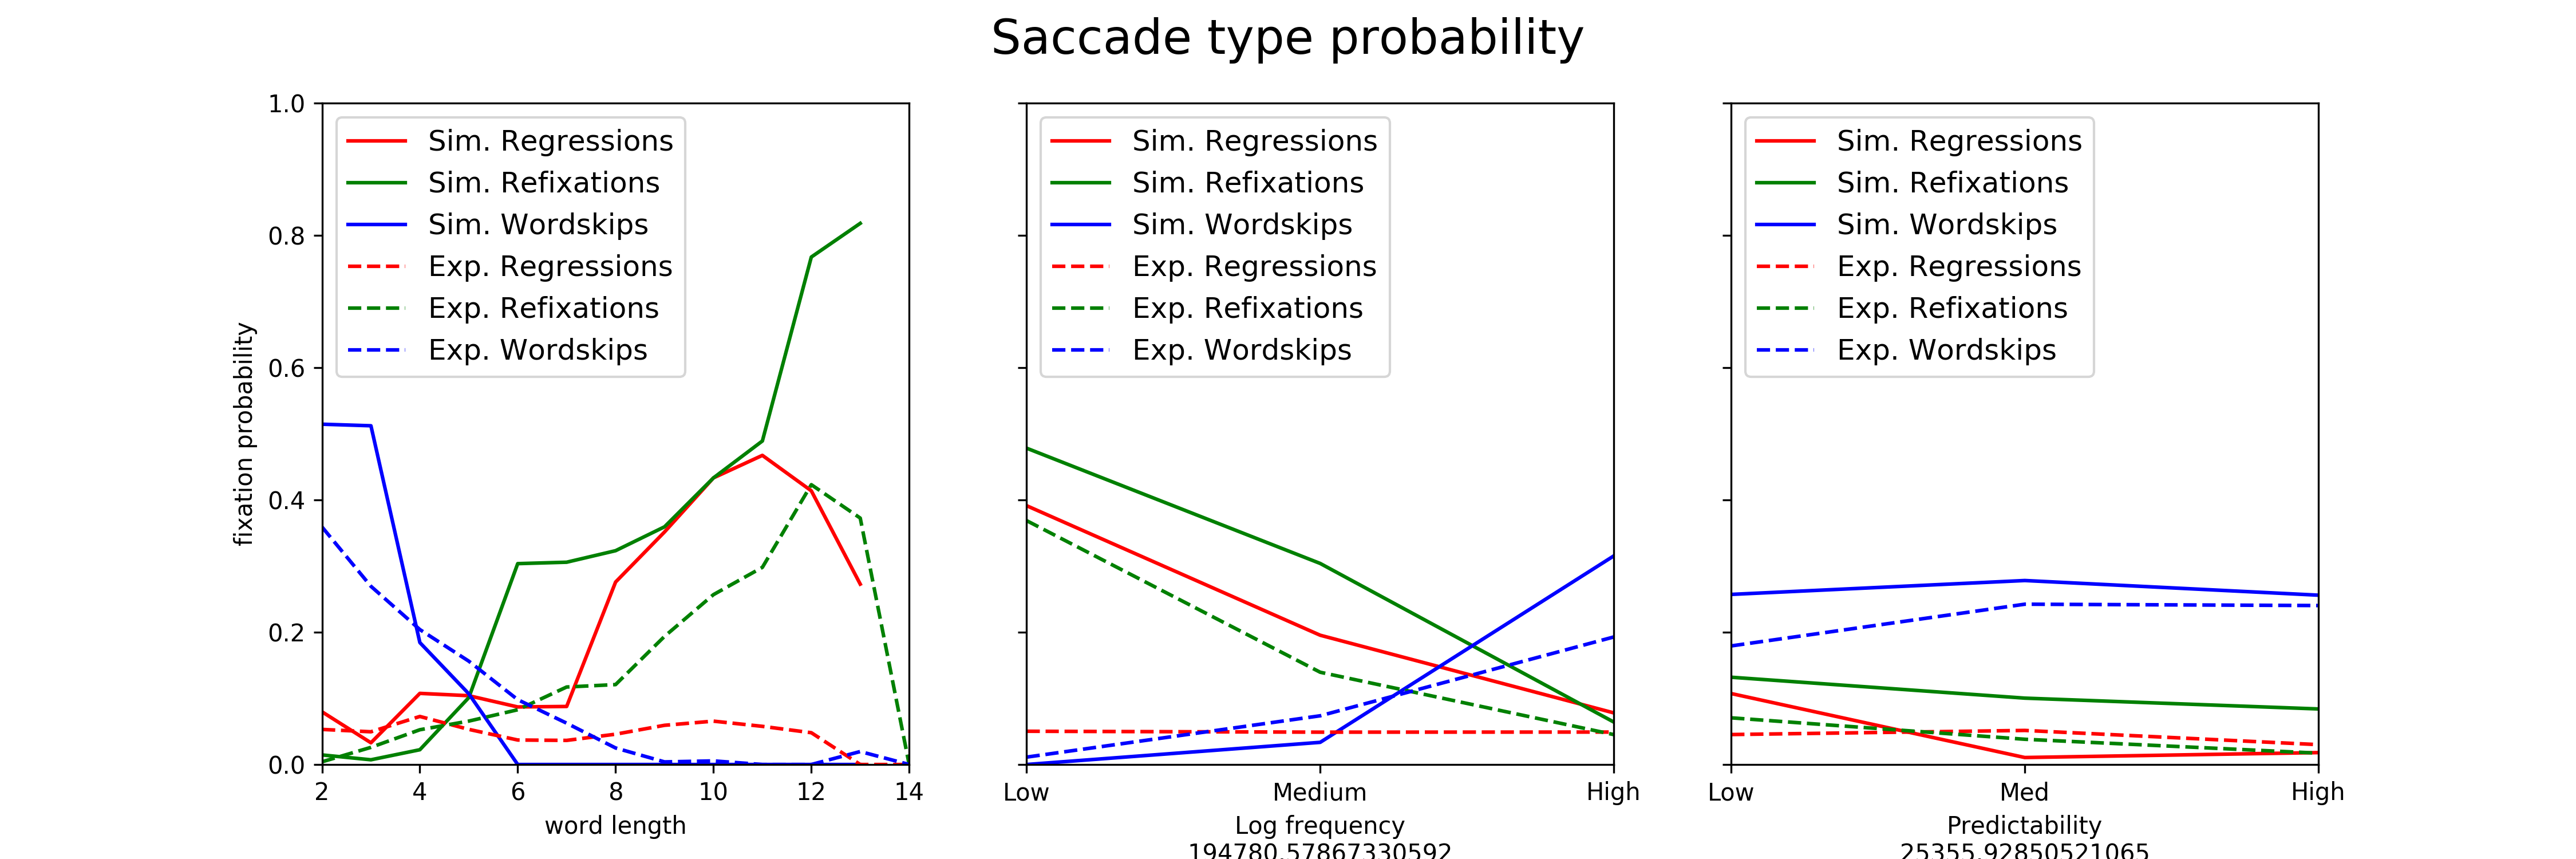 Saccade type probability
fixation probability
1.0
0.8
0.6
0.4
0.2
0.0
Sim. Regressions
Sim. Refixations
Sim. Wordskips
Exp. Regressions
Exp. Refixations
Exp. Wordskips
2 4 6 8 10 12 14
word length
Sim. Regressions
Sim. Refixations
Sim. Wordskips
Exp. Regressions
Exp. Refixations
Exp. Wordskips
Low Medium High
Log frequency
194780.57867330592
Sim. Regressions
Sim. Refixations
Sim. Wordskips
Exp. Regressions
Exp. Refixations
Exp. Wordskips
Low Med High
Predictability
25355.92850521065